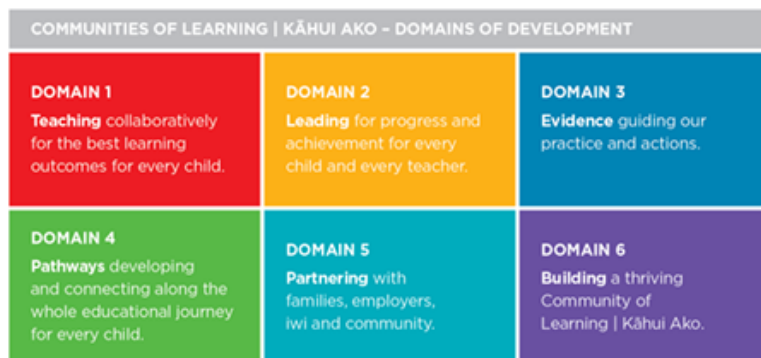 COMMUNITIES OF LEARNING | KĀHUI AKO – DOMAINS OF DEVELOPMENT
DOMAIN 1
Teaching collaboratively
for the best learning
outcomes for every child.
DOMAIN 2
Leading for progress and
achievement for every
child and every teacher.
DOMAIN 3
Evidence guiding our
practice and actions.
DOMAIN 4
Pathways developing
and connecting along the
whole educational journey
for every child.
DOMAIN 5
Partnering with
families, employers,
iwi and community.
DOMAIN 6
Building a thriving
Community of
Learning | Kāhui Ako.